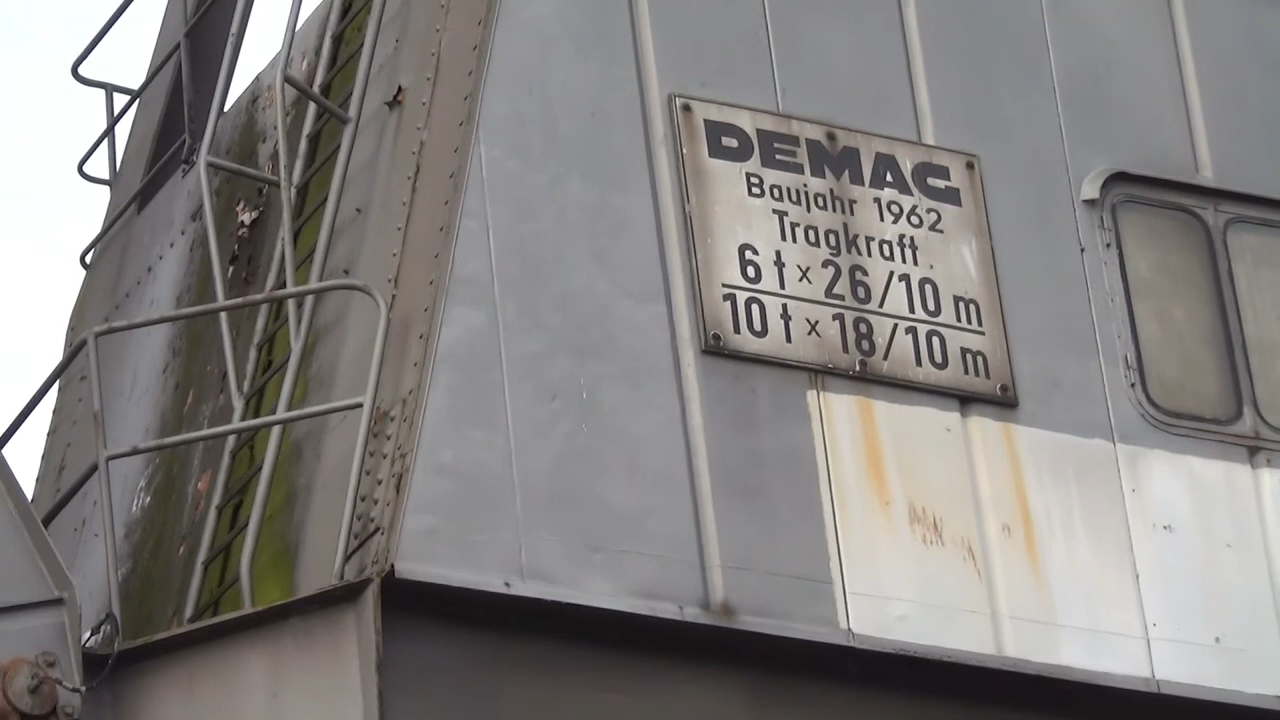 DEMAG
Baujahr 1962
Tragkraft
6 t x 26/10 m
10 t x 18/10 m